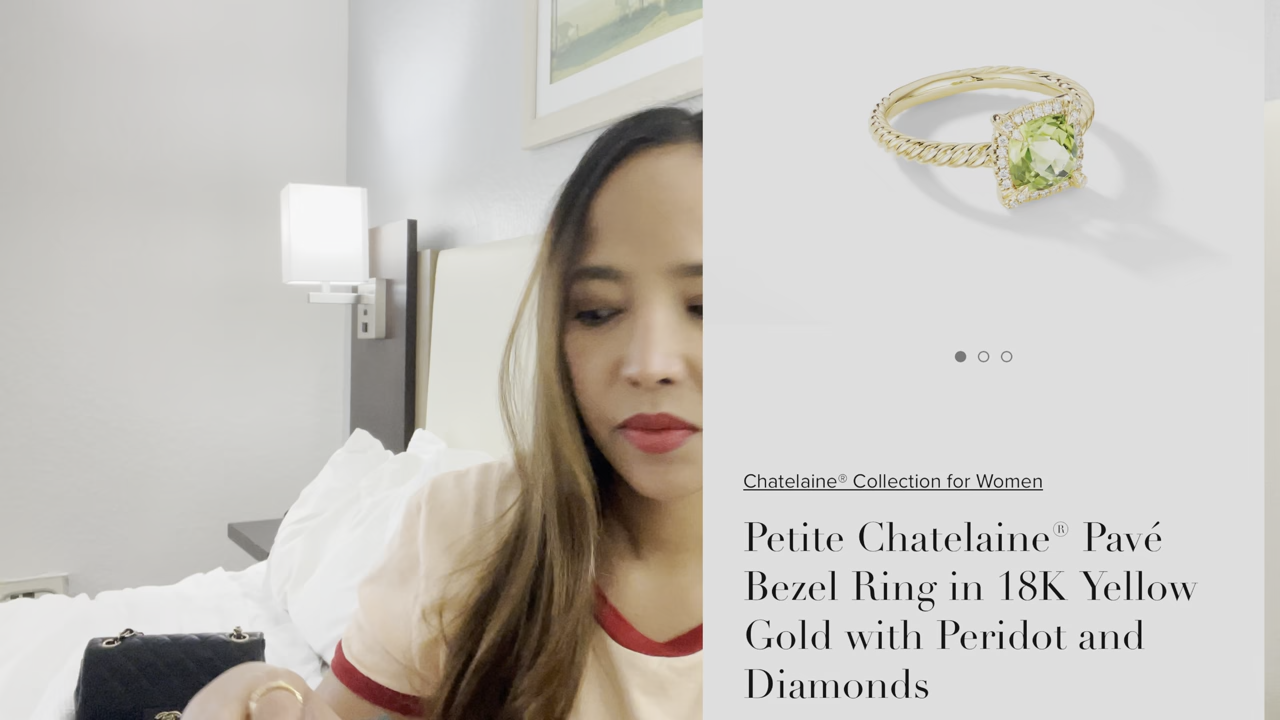 Chatelaine® Collection for Women
Petite Chatelaine® Pavé
Bezel Ring in 18K Yellow
Gold with Peridot and
Diamonds